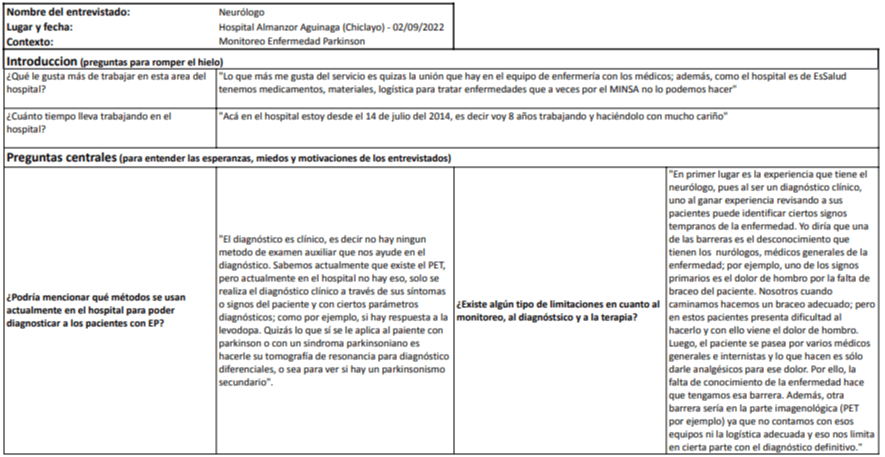 Nombre del entrevistado: Neurólogo
Lugar y fecha: Hospital Almanzor Aguinaga (Chiclayo) - 02/09/2022
Contexto: Monitoreo Enfermedad Parkinson
Introduccion (preguntas para romper el hielo)
¿Qué le gusta más de trabajar en esta area del
hospital?
"Lo que más me gusta del servicio es quizas la unión que hay en el equipo de enfermería con los médicos; además, como el hospital es de EsSalud
tenemos medicamentos, materiales, logística para tratar enfermedades que a veces por el MINSA no lo podemos hacer"
¿Cuánto tiempo lleva trabajando en el
hospital?
"Acá en el hospital estoy desde el 14 de julio del 2014, es decir voy 8 años trabajando y haciéndolo con mucho cariño"
Preguntas centrales (para entender las esperanzas, miedos y motivaciones de los entrevistados)
¿Podría mencionar qué métodos se usan
actualmente en el hospital para poder
diagnosticar a los pacientes con EP?
"El diagnóstico es clínico, es decir no hay ningun
metodo de examen auxiliar que nos ayude en el
diagnóstico. Sabemos actualmente que existe el PET,
pero actualmente en el hospital no hay eso, solo se
realiza el diagnóstico clínico a través de sus síntomas
o signos del paciente y con ciertos parámetros
diagnósticos; como por ejemplo, si hay respuesta a la
levodopa. Quizás lo que sí se le aplica al paiente con
parkinson o con un sindroma parkinsoniano es
hacerle su tomografía de resonancia para diagnóstico
diferenciales, o sea para ver si hay un parkinsonismo
secundario".
¿Existe algún tipo de limitaciones en cuanto al
monitoreo, al diagnóstsico y a la terapia?
"En primer lugar es la experiencia que tiene el
neurólogo, pues al ser un diagnóstico clínico,
uno al ganar experiencia revisando a sus
pacientes puede identificar ciertos signos
tempranos de la enfermedad. Yo diría que una
de las barreras es el desconocimiento que
tienen los nurólogos, médicos generales de la
enfermedad; por ejemplo, uno de los signos
primarios es el dolor de hombro por la falta de
braceo del paciente. Nosotros cuando
caminamos hacemos un braceo adecuado; pero
en estos pacientes presenta dificultad al
hacerlo y con ello viene el dolor de hombro.
Luego, el paciente se pasea por varios médicos
generales e internistas y lo que hacen es sólo
darle analgésicos para ese dolor. Por ello, la
falta de conocimiento de la enfermedad hace
que tengamos esa barrera. Además, otra
barrera sería en la parte imagenológica (PET
por ejemplo) ya que no contamos con esos
equipos ni la logística adecuada y eso nos limita
en cierta parte con el diagnóstico definitivo."